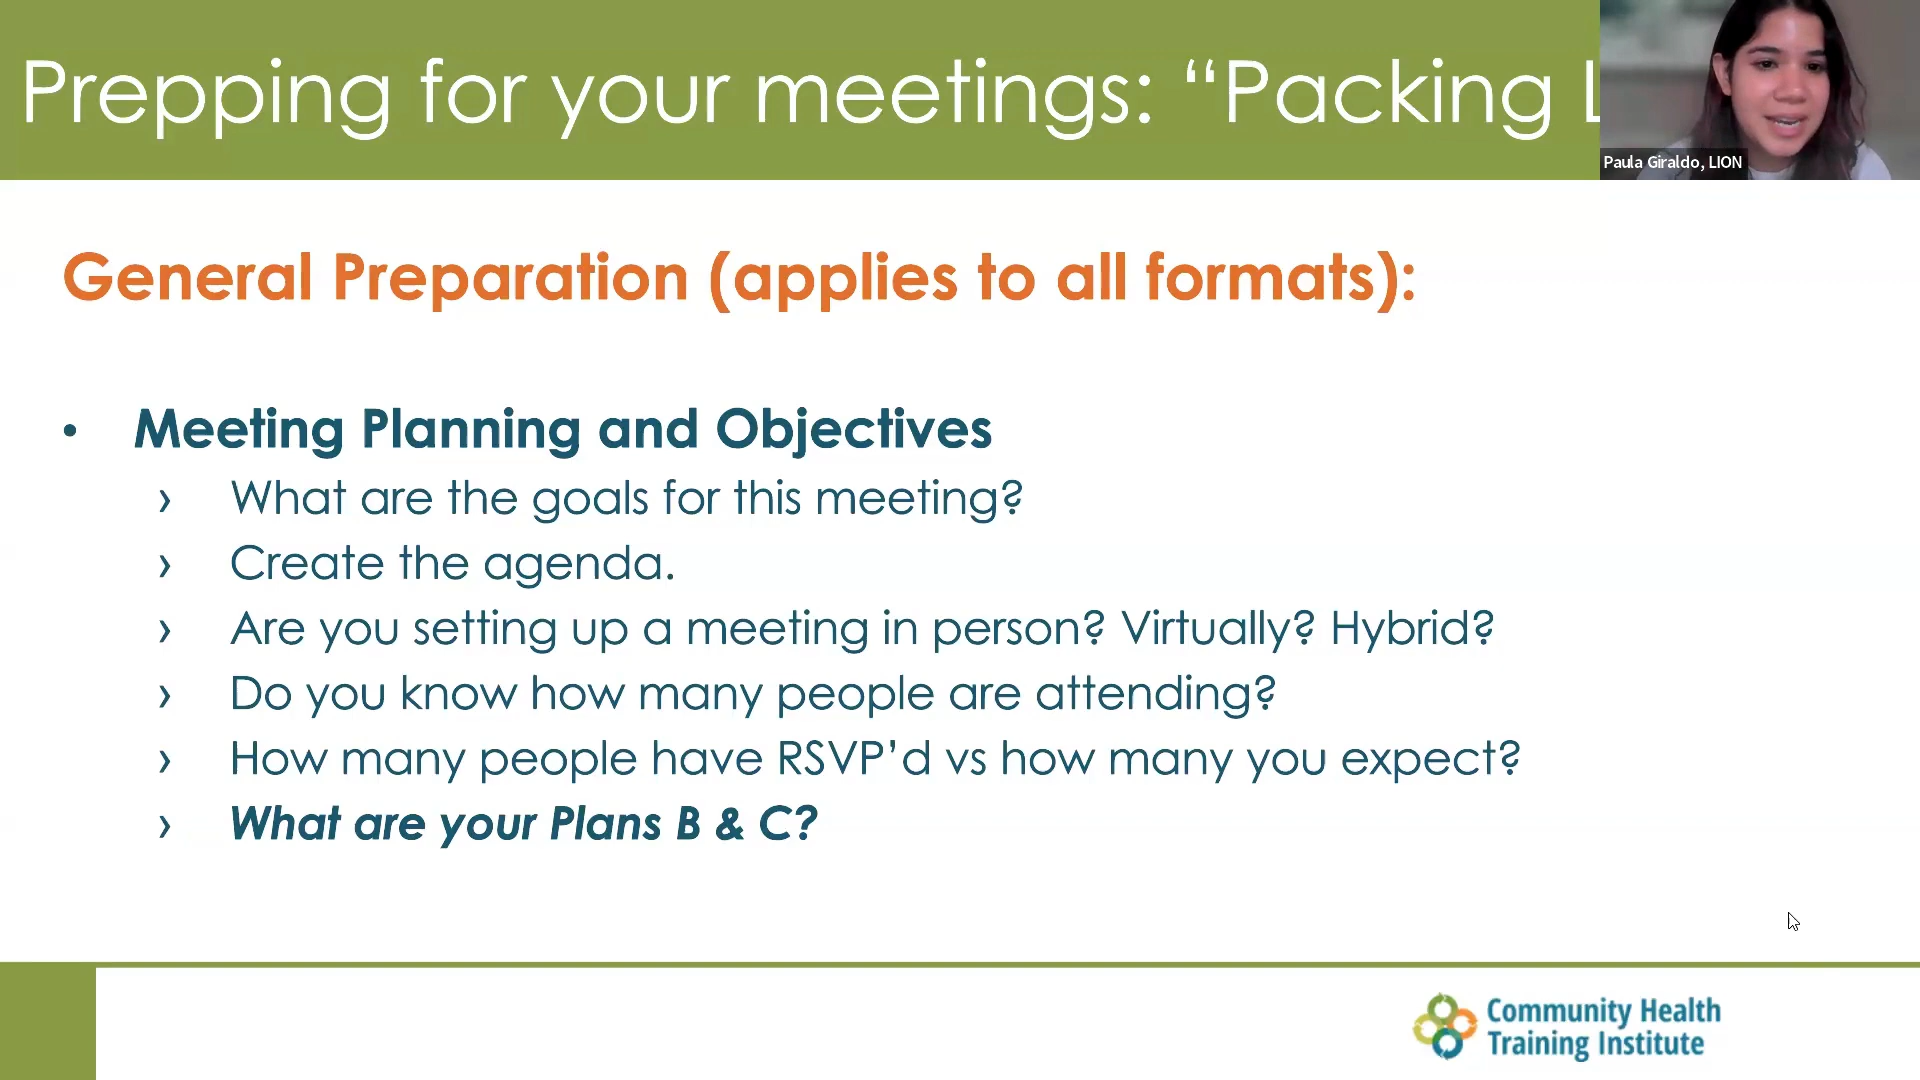 Prepping for your meetings: “Packing L
Paula Giraldo, LION
General Preparation (applies to all formats):
• Meeting Planning and Objectives
› What are the goals for this meeting?
› Create the agenda.
› Are you setting up a meeting in person? Virtually? Hybrid?
› Do you know how many people are attending?
› How many people have RSVP’d vs how many you expect?
› What are your Plans B & C?
Community Health
Training Institute